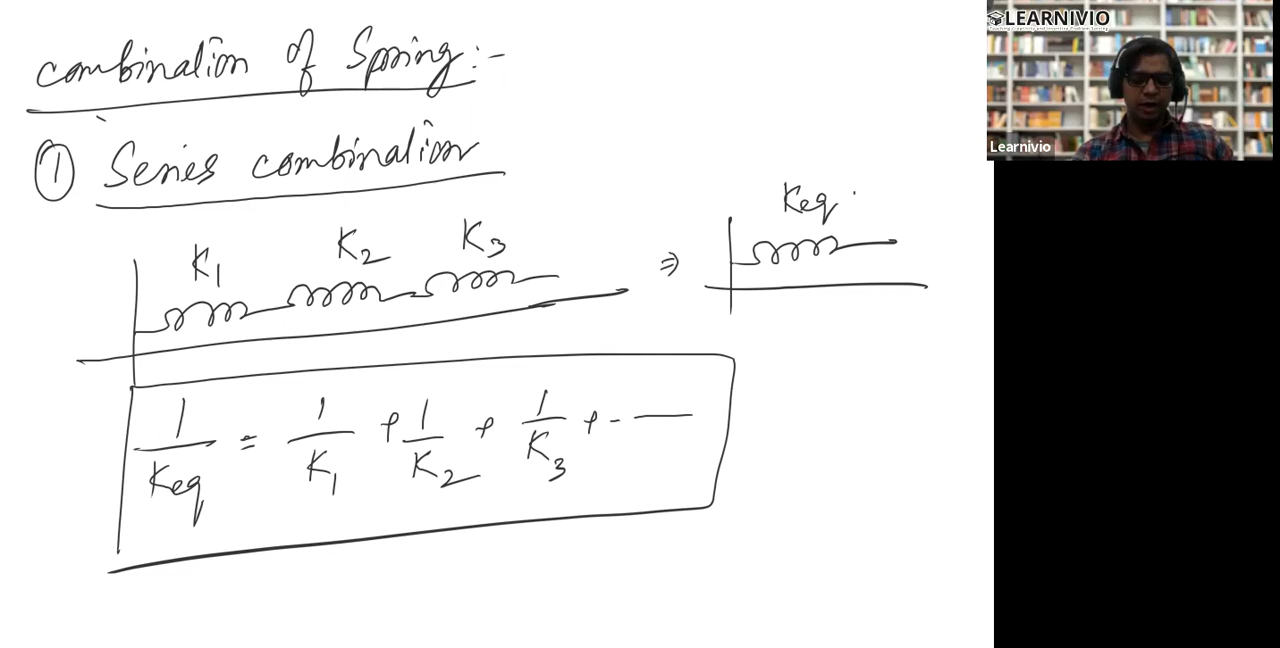 combination of Spring:-
① Series combination
K₁ K₂ K₃ ⇒ Keq.
1/Keq = 1/K₁ + 1/K₂ + 1/K₃ + - —
LEARNIVIO
Learnivio